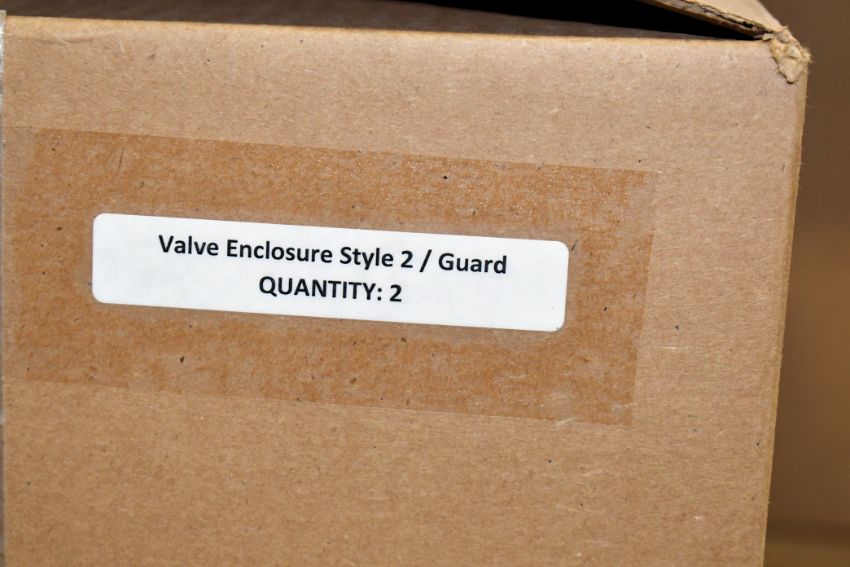 Valve Enclosure Style 2 / Guard
QUANTITY: 2